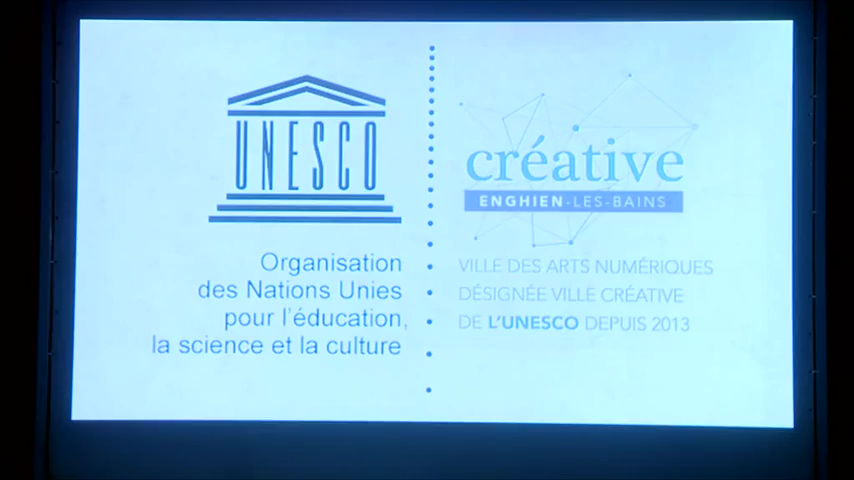 UNESCO
Organisation
des Nations Unies
pour l'éducation,
la science et la culture
créative
ENGHIEN-LES-BAINS
VILLE DES ARTS NUMÉRIQUES
DÉSIGNÉE VILLE CRÉATIVE
DE L'UNESCO DEPUIS 2013